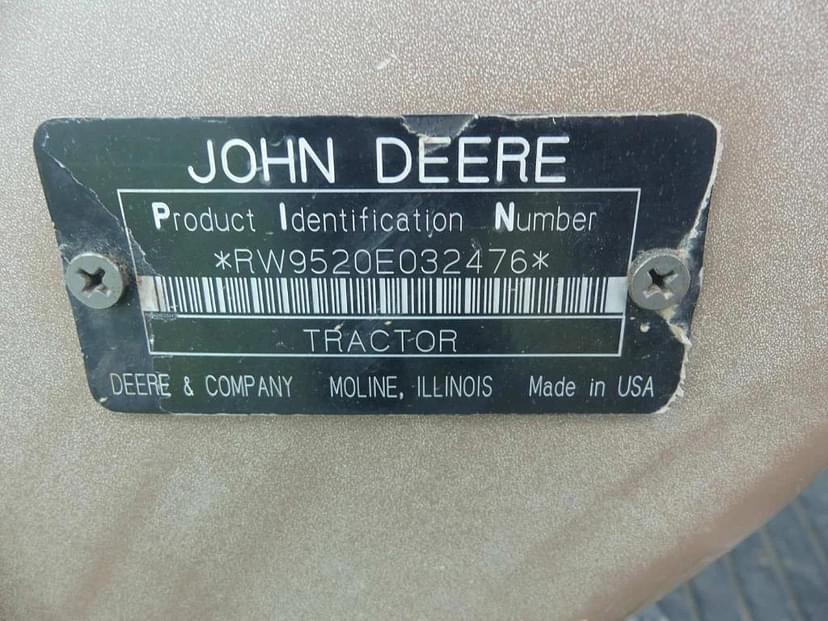 JOHN DEERE
Product Identification Number
*RW9520E032476*
TRACTOR
DEERE & COMPANY MOLINE, ILLINOIS Made in USA